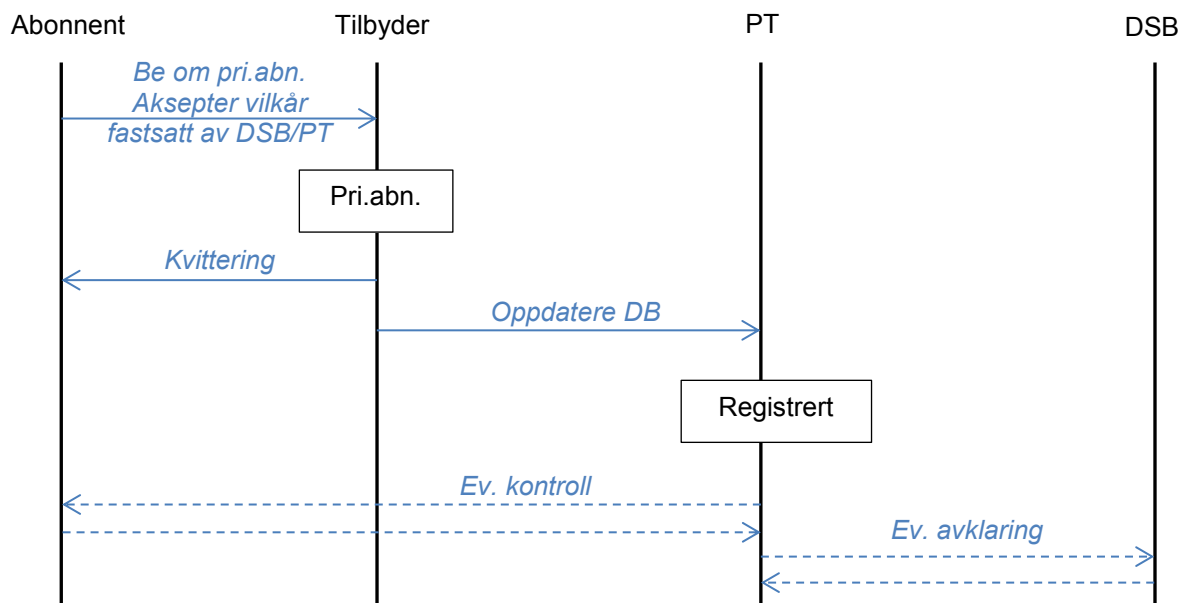 Abonnent
Tilbyder
PT
DSB
Be om pri.abn.
Aksepter vilkår
fastsatt av DSB/PT
Pri.abn.
Kvittering
Oppdatere DB
Registrert
Ev. kontroll
Ev. avklaring